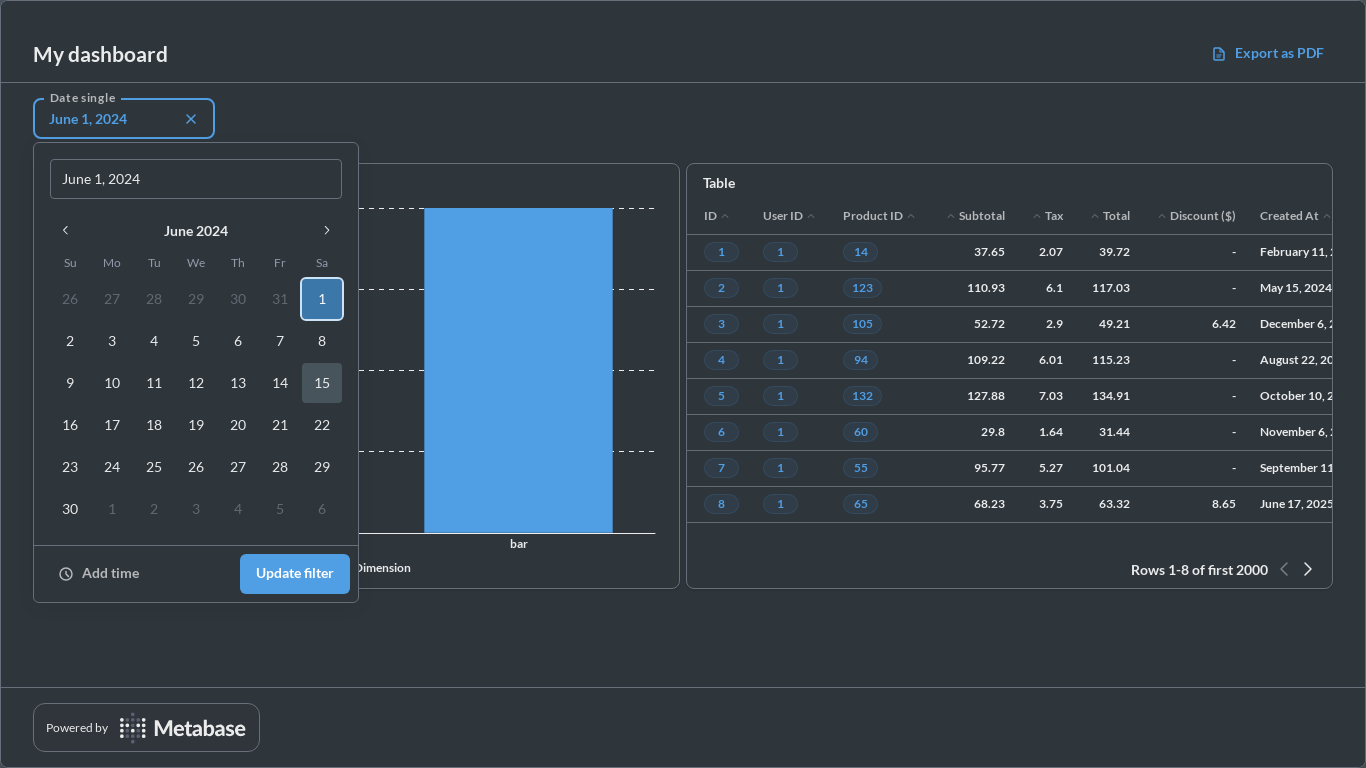 My dashboard
Export as PDF
Date single
June 1, 2024
June 1, 2024
June 2024
Su Mo Tu We Th Fr Sa
26 27 28 29 30 31 1
2 3 4 5 6 7 8
9 10 11 12 13 14 15
16 17 18 19 20 21 22
23 24 25 26 27 28 29
30 1 2 3 4 5 6
Add time
Update filter
bar
Dimension
Table
ID User ID Product ID Subtotal Tax Total Discount ($) Created At
1 1 14 37.65 2.07 39.72 - February 11,
2 1 123 110.93 6.1 117.03 - May 15, 2024
3 1 105 52.72 2.9 49.21 6.42 December 6,
4 1 94 109.22 6.01 115.23 - August 22, 20
5 1 132 127.88 7.03 134.91 - October 10,
6 1 60 29.8 1.64 31.44 - November 6,
7 1 55 95.77 5.27 101.04 - September 11
8 1 65 68.23 3.75 63.32 8.65 June 17, 2025
Rows 1-8 of first 2000
Powered by
Metabase